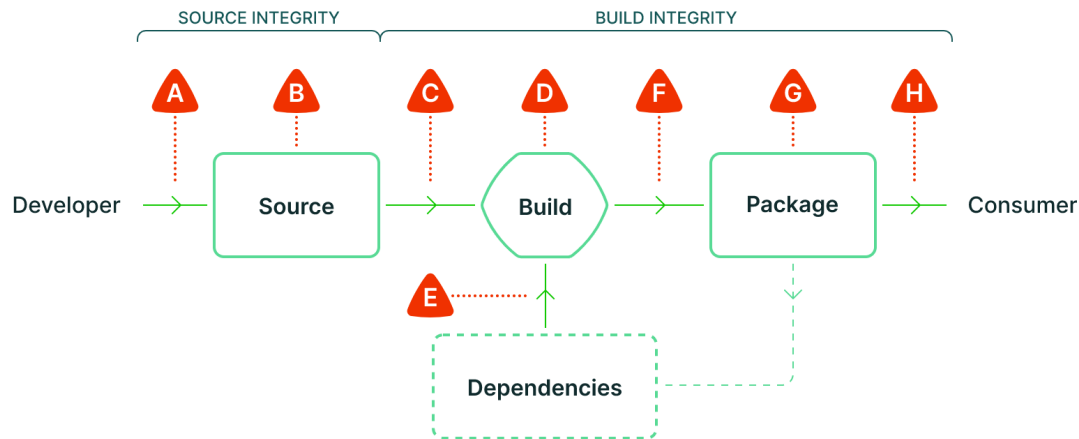 SOURCE INTEGRITY
BUILD INTEGRITY
A
B
C
D
F
G
H
Developer
Source
Build
Package
Consumer
E
Dependencies